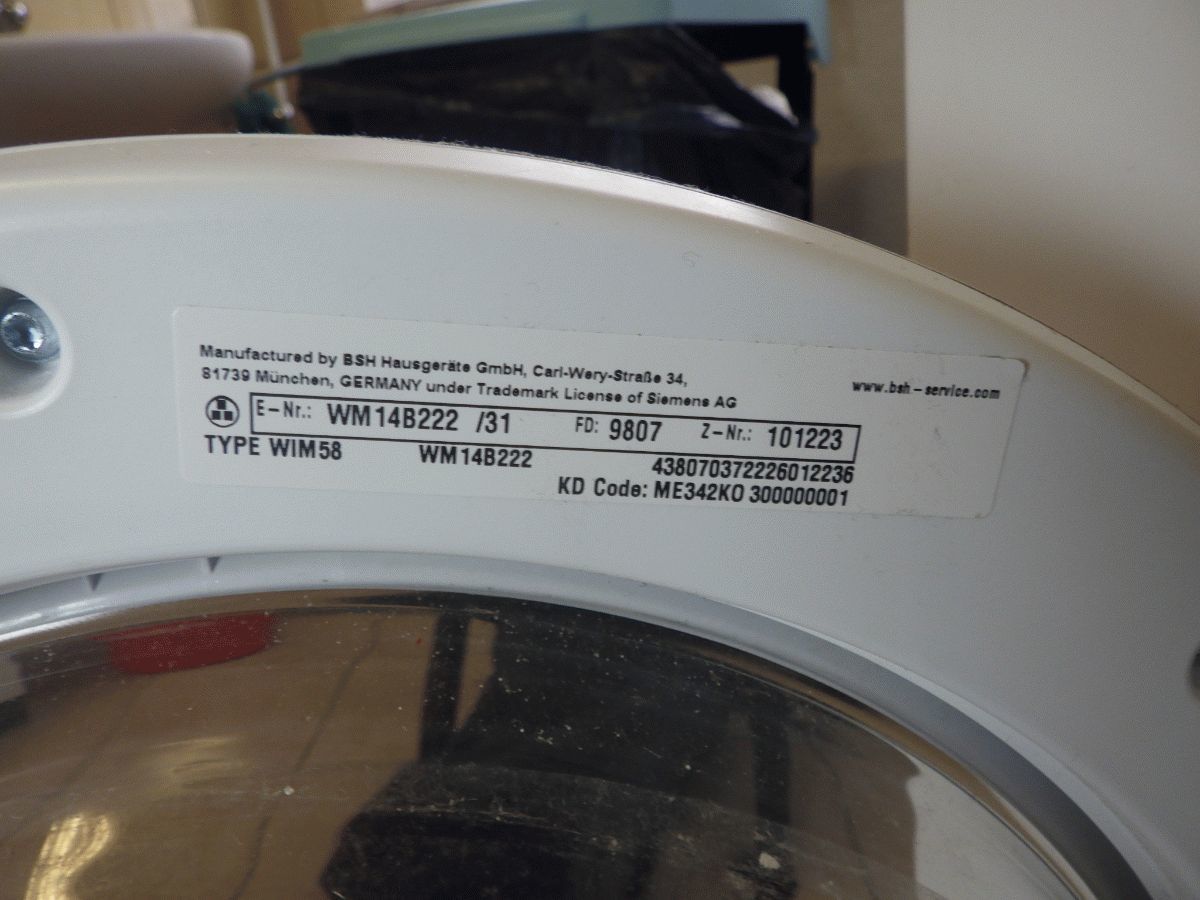 Manufactured by BSH Hausgeräte GmbH, Carl-Wery-Straße 34,
81739 München, GERMANY under Trademark License of Siemens AG
www.bsh-service.com
E-Nr.: WM14B222 /31 FD: 9807 Z-Nr.: 101223
TYPE WIM58 WM14B222 438070372226012236
KD Code: ME342KO 300000001